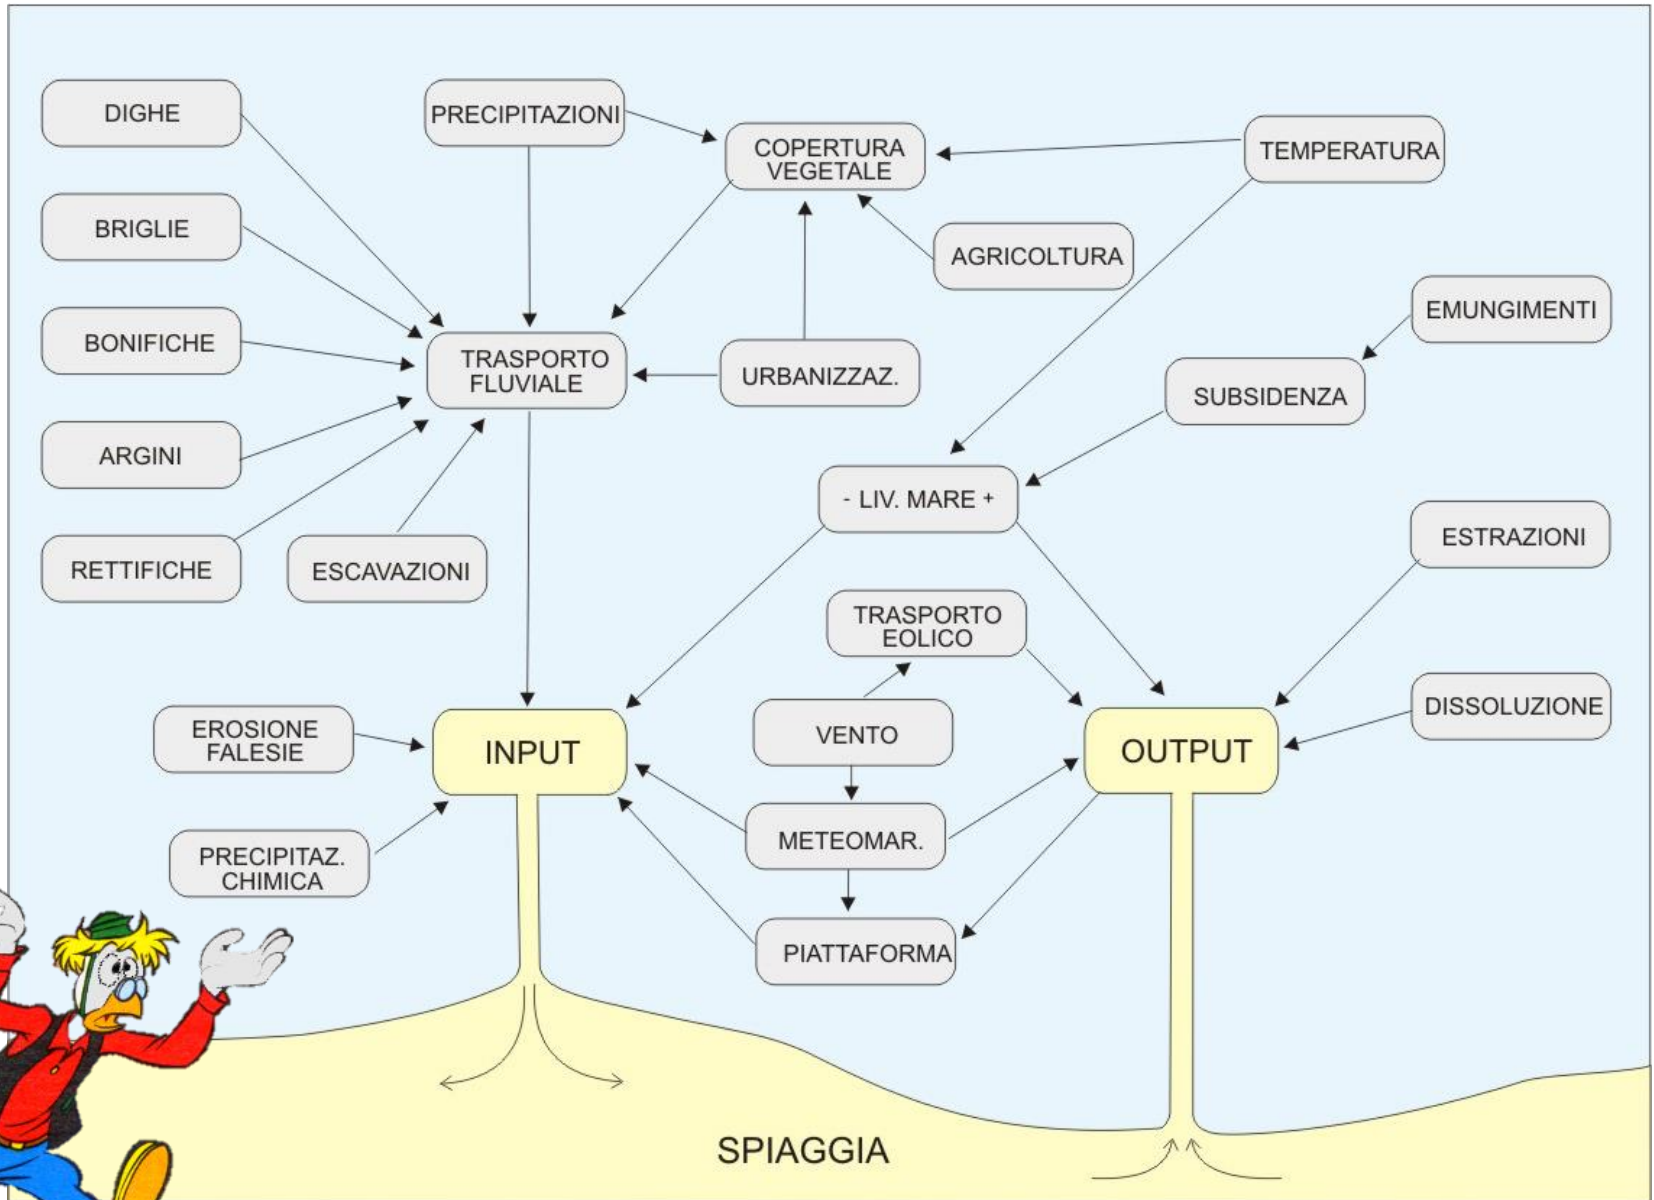 DIGHE
PRECIPITAZIONI
COPERTURA
VEGETALE
TEMPERATURA
BRIGLIE
AGRICOLTURA
EMUNGIMENTI
BONIFICHE
TRASPORTO
FLUVIALE
URBANIZZAZ.
SUBSIDENZA
ARGINI
- LIV. MARE +
ESTRAZIONI
RETTIFICHE
ESCAVAZIONI
TRASPORTO
EOLICO
DISSOLUZIONE
EROSIONE
FALESIE
INPUT
VENTO
OUTPUT
METEOMAR.
PRECIPITAZ.
CHIMICA
PIATTAFORMA
SPIAGGIA